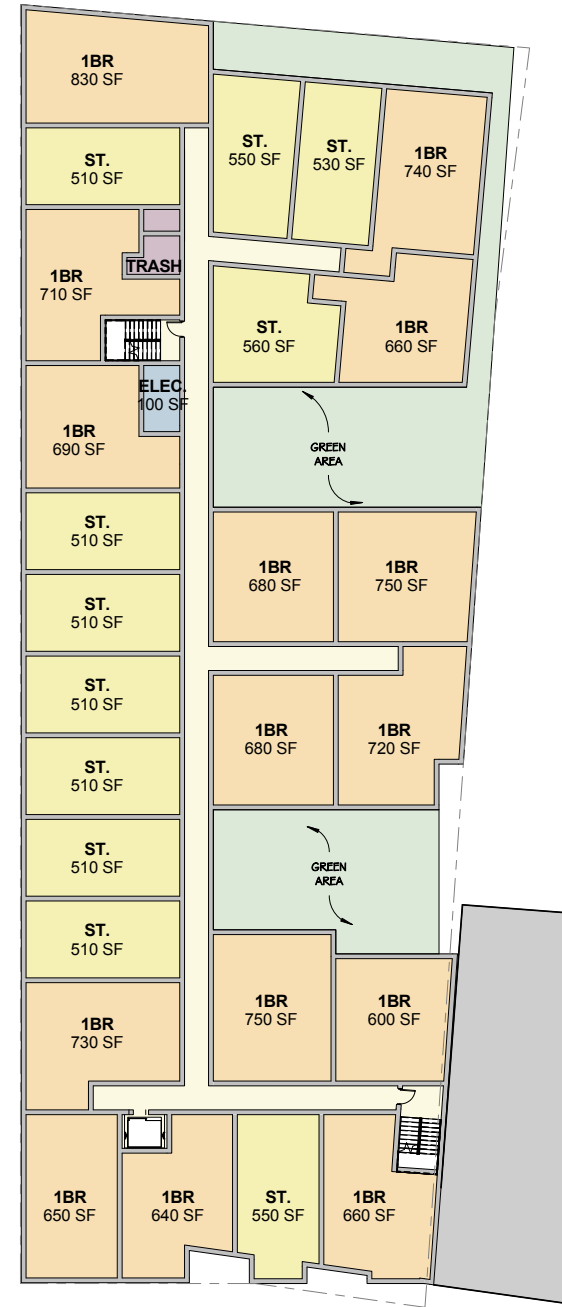 1BR
830 SF
ST.
550 SF
ST.
530 SF
1BR
740 SF
ST.
510 SF
TRASH
1BR
710 SF
ST.
560 SF
1BR
660 SF
ELEC.
100 SF
1BR
690 SF
GREEN
AREA
ST.
510 SF
1BR
680 SF
1BR
750 SF
ST.
510 SF
ST.
510 SF
1BR
680 SF
1BR
720 SF
ST.
510 SF
ST.
510 SF
GREEN
AREA
ST.
510 SF
1BR
750 SF
1BR
600 SF
1BR
730 SF
1BR
650 SF
1BR
640 SF
ST.
550 SF
1BR
660 SF